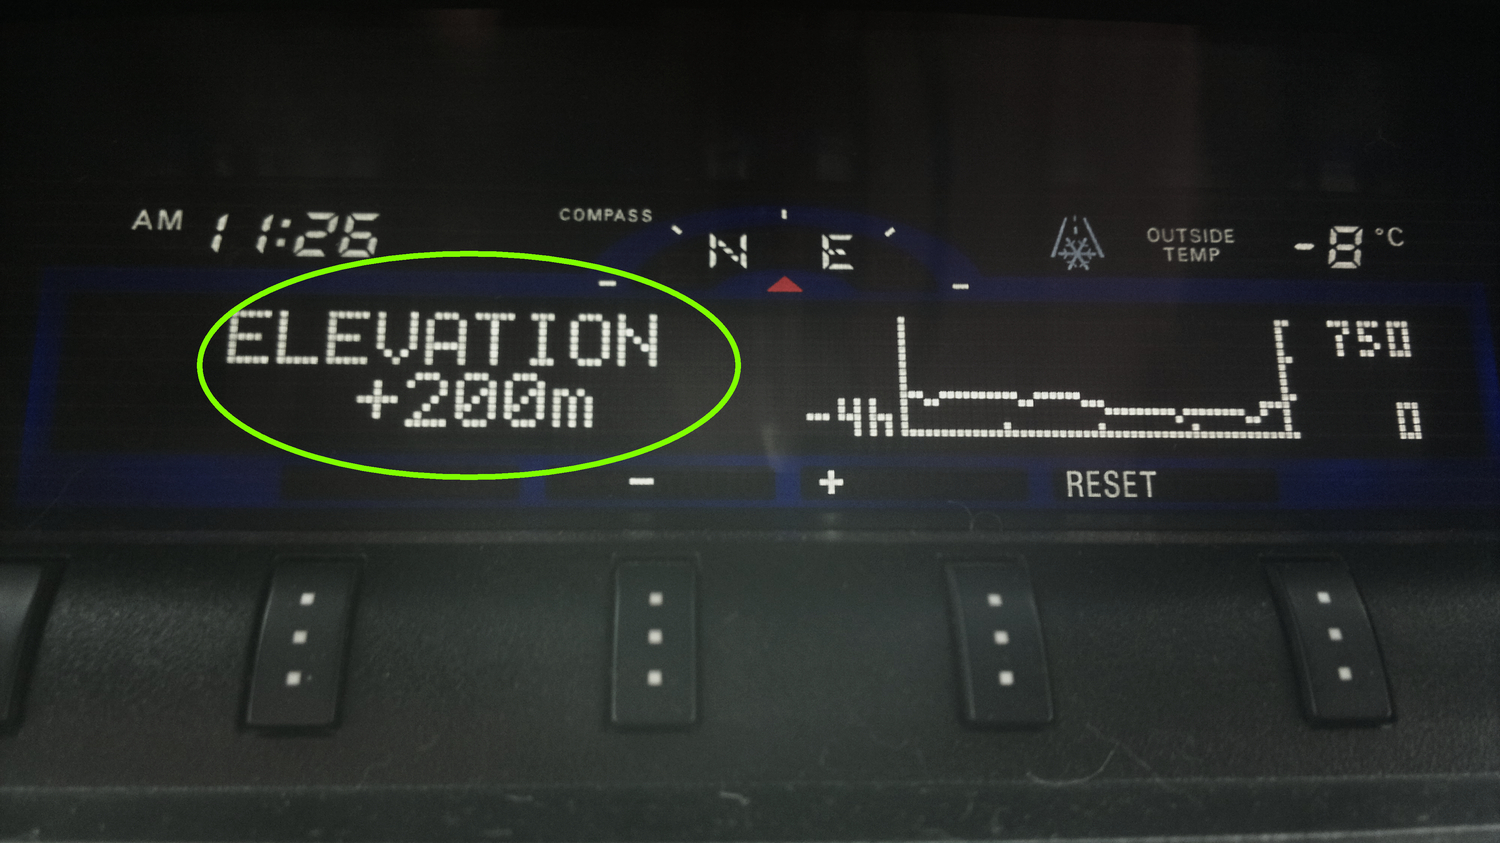 AM 11:26
COMPASS
N E
OUTSIDE
TEMP
-8°C
ELEVATION
+200m
750
-4h
0
- + RESET